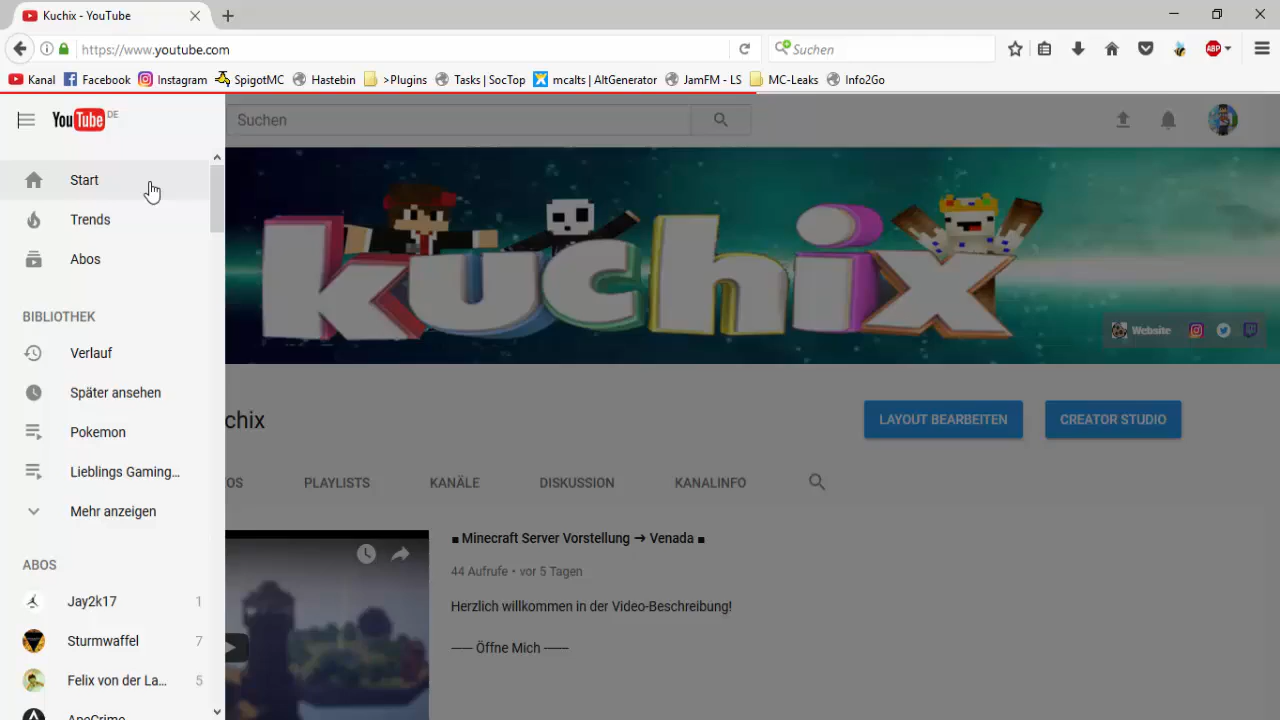 Kuchix - YouTube
https://www.youtube.com
Suchen
Kanal
Facebook
Instagram
SpigotMC
Hastebin
>Plugins
Tasks | SocTop
mcalts | AltGenerator
JamFM - LS
MC-Leaks
Info2Go
ABP
YouTube DE
Suchen
Start
Trends
Abos
kuchix
Website
BIBLIOTHEK
Verlauf
Später ansehen
Pokemon
Lieblings Gaming...
Mehr anzeigen
chix
LAYOUT BEARBEITEN
CREATOR STUDIO
OS
PLAYLISTS
KANÄLE
DISKUSSION
KANALINFO
■ Minecraft Server Vorstellung → Venada ■
44 Aufrufe • vor 5 Tagen
Herzlich willkommen in der Video-Beschreibung!
—— Öffne Mich ——
ABOS
Jay2k17 1
Sturmwaffel 7
Felix von der La... 5
ApeCrime